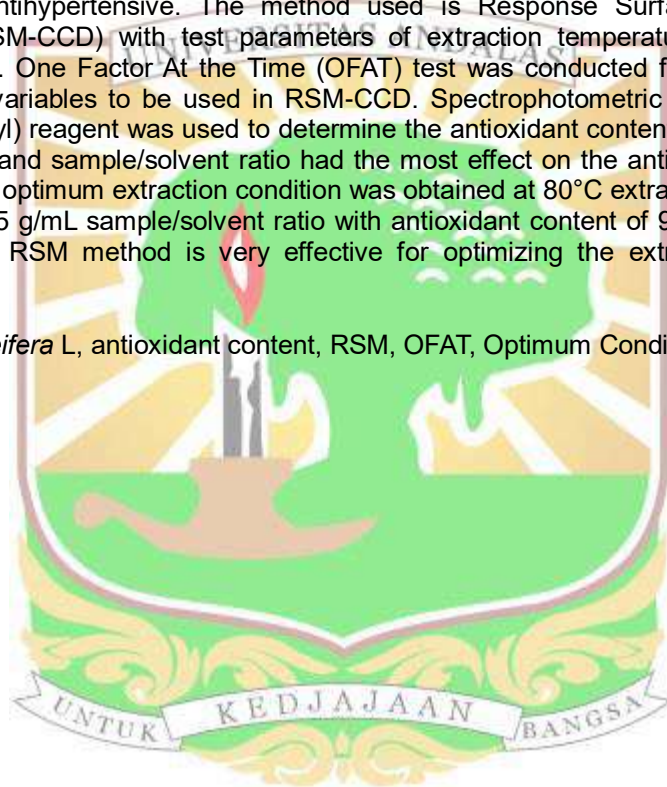 ntihypertensive. The method used is Response Surfa
SM-CCD) with test parameters of extraction temperatu
. One Factor At the Time (OFAT) test was conducted f
variables to be used in RSM-CCD. Spectrophotometric
yl) reagent was used to determine the antioxidant conten
and sample/solvent ratio had the most effect on the anti
optimum extraction condition was obtained at 80°C extra
5 g/mL sample/solvent ratio with antioxidant content of 9
RSM method is very effective for optimizing the extr
eifera L, antioxidant content, RSM, OFAT, Optimum Condi
UNIVERSITAS ANDALAS
UNTUK KEDJAJAAN BANGSA